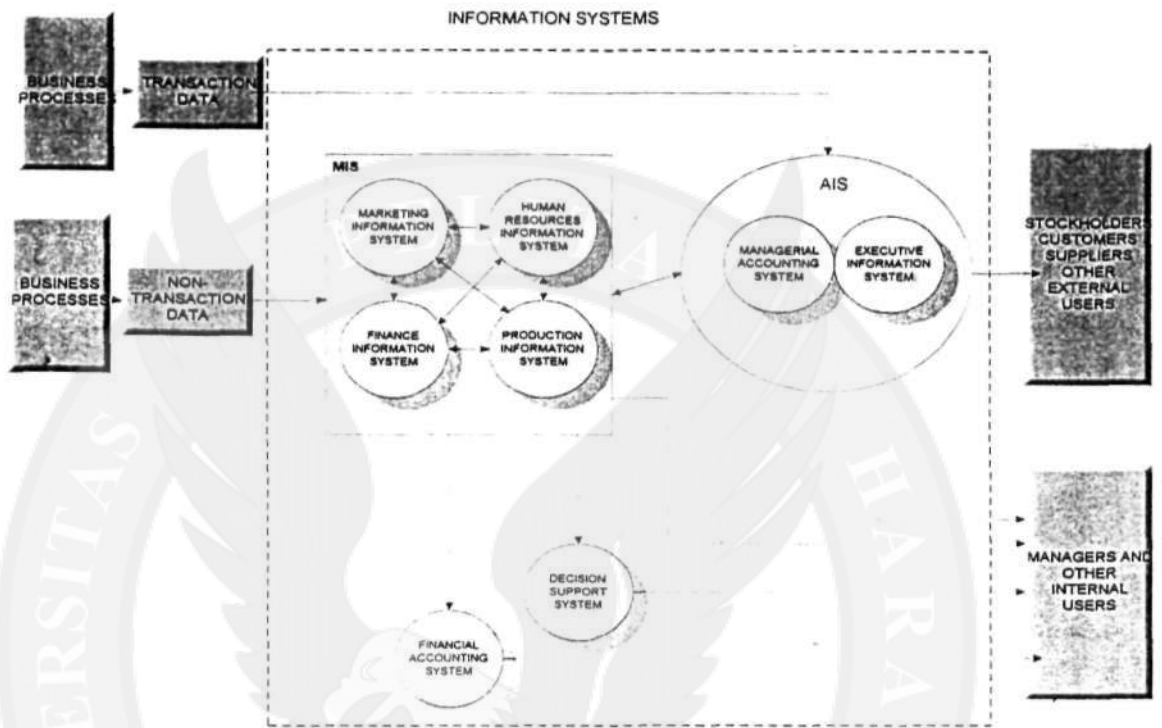 INFORMATION SYSTEMS
BUSINESS
PROCESSES
TRANSACTION
DATA
MIS
MARKETING
INFORMATION
SYSTEM
HUMAN
RESOURCES
INFORMATION
SYSTEM
FINANCE
INFORMATION
SYSTEM
PRODUCTION
INFORMATION
SYSTEM
AIS
MANAGERIAL
ACCOUNTING
SYSTEM
EXECUTIVE
INFORMATION
SYSTEM
STOCKHOLDERS
CUSTOMERS
SUPPLIERS
OTHER
EXTERNAL
USERS
BUSINESS
PROCESSES
NON-
TRANSACTION
DATA
DECISION
SUPPORT
SYSTEM
FINANCIAL
ACCOUNTING
SYSTEM
MANAGERS AND
OTHER
INTERNAL
USERS